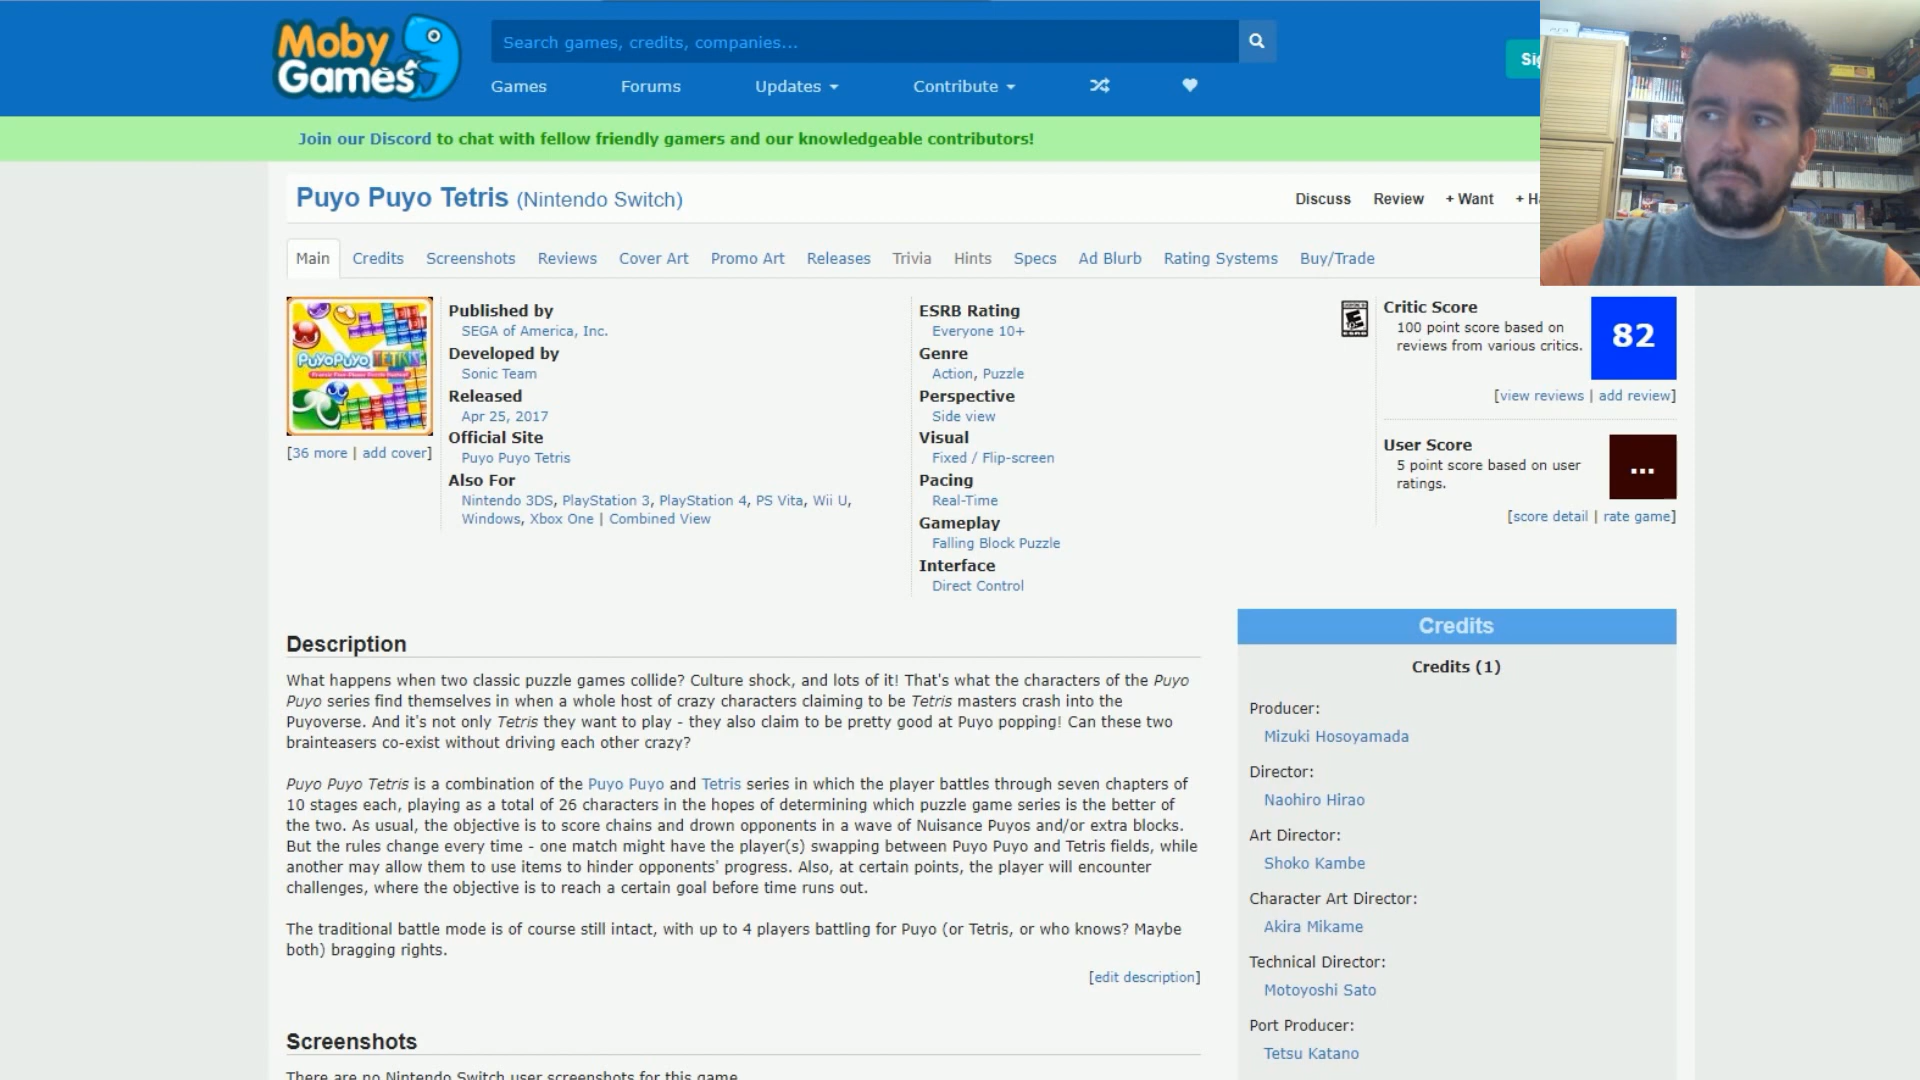 Moby
Games
Search games, credits, companies...
Games Forums Updates Contribute
Join our Discord to chat with fellow friendly gamers and our knowledgeable contributors!
Puyo Puyo Tetris (Nintendo Switch)
Discuss Review + Want
Main Credits Screenshots Reviews Cover Art Promo Art Releases Trivia Hints Specs Ad Blurb Rating Systems Buy/Trade
PuyoPuyo TETRIS
[36 more | add cover]
Published by
SEGA of America, Inc.
Developed by
Sonic Team
Released
Apr 25, 2017
Official Site
Puyo Puyo Tetris
Also For
Nintendo 3DS, PlayStation 3, PlayStation 4, PS Vita, Wii U,
Windows, Xbox One | Combined View
ESRB Rating
Everyone 10+
Genre
Action, Puzzle
Perspective
Side view
Visual
Fixed / Flip-screen
Pacing
Real-Time
Gameplay
Falling Block Puzzle
Interface
Direct Control
E
Critic Score
100 point score based on
reviews from various critics.
82
[view reviews | add review]
User Score
5 point score based on user
ratings.
...
[score detail | rate game]
Description
What happens when two classic puzzle games collide? Culture shock, and lots of it! That's what the characters of the Puyo
Puyo series find themselves in when a whole host of crazy characters claiming to be Tetris masters crash into the
Puyoverse. And it's not only Tetris they want to play - they also claim to be pretty good at Puyo popping! Can these two
brainteasers co-exist without driving each other crazy?
Puyo Puyo Tetris is a combination of the Puyo Puyo and Tetris series in which the player battles through seven chapters of
10 stages each, playing as a total of 26 characters in the hopes of determining which puzzle game series is the better of
the two. As usual, the objective is to score chains and drown opponents in a wave of Nuisance Puyos and/or extra blocks.
But the rules change every time - one match might have the player(s) swapping between Puyo Puyo and Tetris fields, while
another may allow them to use items to hinder opponents' progress. Also, at certain points, the player will encounter
challenges, where the objective is to reach a certain goal before time runs out.
The traditional battle mode is of course still intact, with up to 4 players battling for Puyo (or Tetris, or who knows? Maybe
both) bragging rights.
[edit description]
Screenshots
There are no Nintendo Switch user screenshots for this game
Credits
Credits (1)
Producer:
Mizuki Hosoyamada
Director:
Naohiro Hirao
Art Director:
Shoko Kambe
Character Art Director:
Akira Mikame
Technical Director:
Motoyoshi Sato
Port Producer:
Tetsu Katano